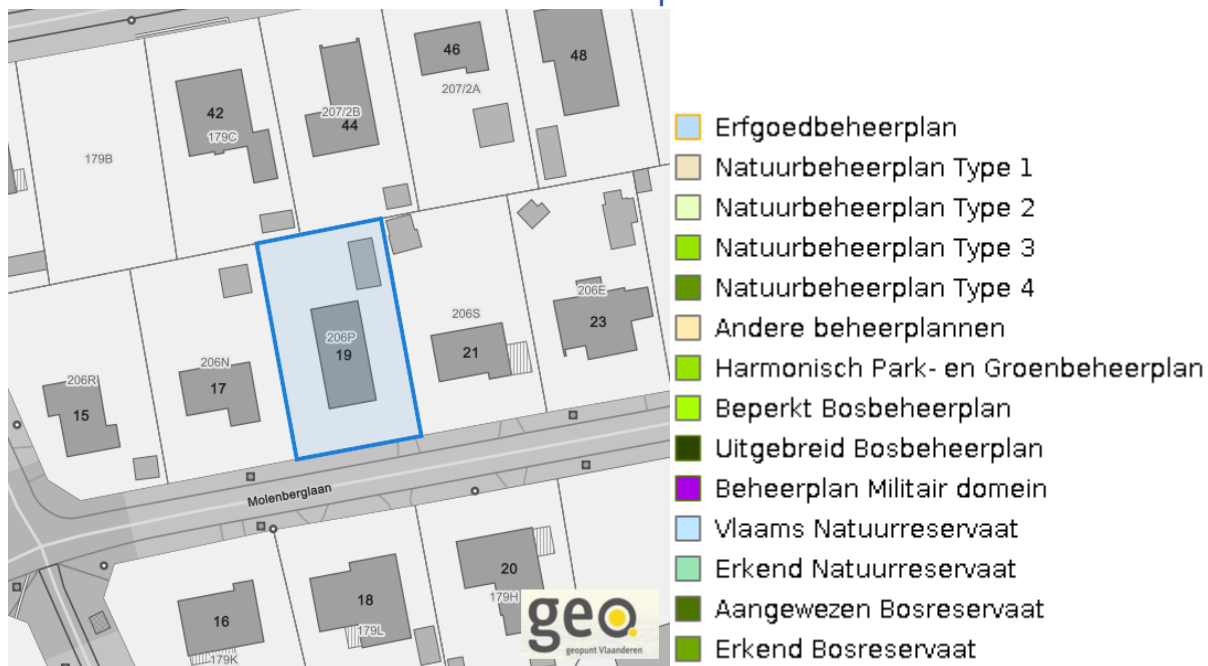 46
48
207/2A
42
207/2B
44
179C
179B
206E
23
206S
21
206P
19
206N
17
206R
15
Molenberglaan
20
179H
18
179L
16
179K
geo.
geopunt Vlaanderen
Erfgoedbeheerplan
Natuurbeheerplan Type 1
Natuurbeheerplan Type 2
Natuurbeheerplan Type 3
Natuurbeheerplan Type 4
Andere beheerplannen
Harmonisch Park- en Groenbeheerplan
Beperkt Bosbeheerplan
Uitgebreid Bosbeheerplan
Beheerplan Militair domein
Vlaams Natuurreservaat
Erkend Natuurreservaat
Aangewezen Bosreservaat
Erkend Bosreservaat